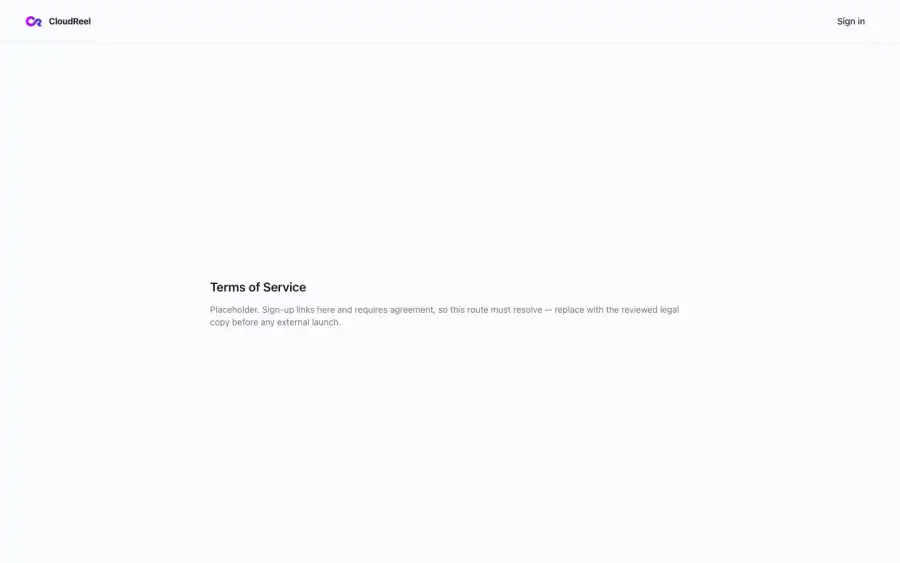 CloudReel
Sign in
Terms of Service
Placeholder. Sign-up links here and requires agreement, so this route must resolve — replace with the reviewed legal
copy before any external launch.